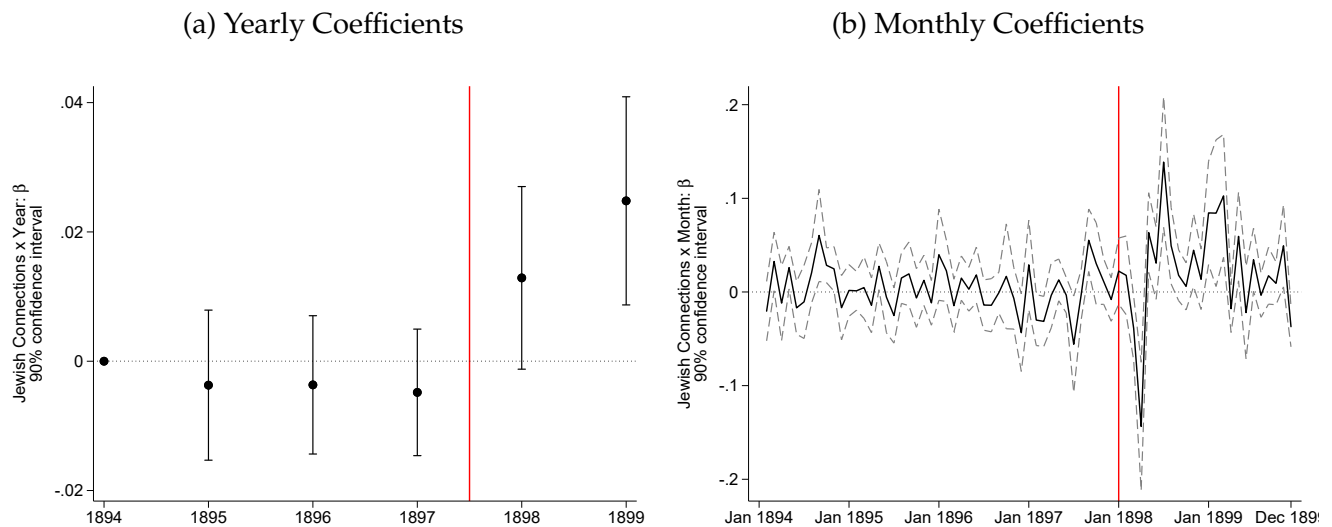 (a) Yearly Coefficients
Jewish Connections x Year: β
90% confidence interval
.04
.02
0
-.02
1894
1895
1896
1897
1898
1899
(b) Monthly Coefficients
Jewish Connections x Month: β
90% confidence interval
.2
.1
0
-.1
-.2
Jan 1894
Jan 1895
Jan 1896
Jan 1897
Jan 1898
Jan 1899
Dec 1899